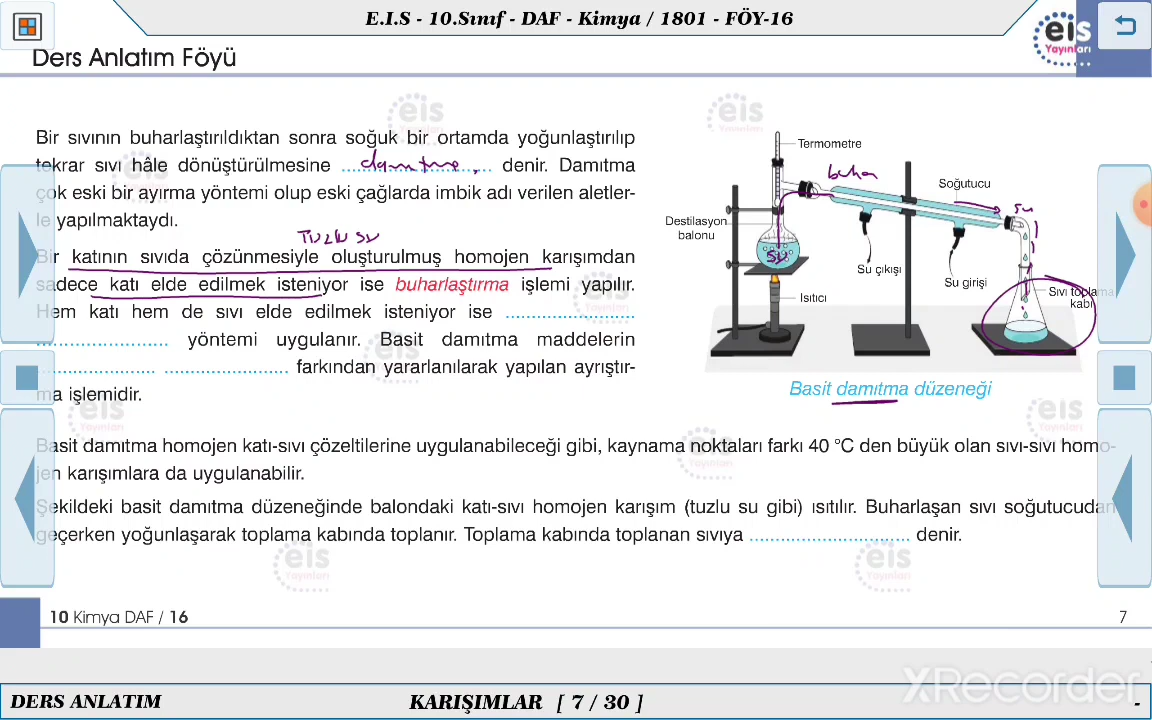 E.I.S - 10.Sınıf - DAF - Kimya / 1801 - FÖY-16
eis
Yayınları
Ders Anlatım Föyü
Bir sıvının buharlaştırıldıktan sonra soğuk bir ortamda yoğunlaştırılıp
tekrar sıvı hâle dönüştürülmesine damıtma denir. Damıtma
çok eski bir ayırma yöntemi olup eski çağlarda imbik adı verilen aletler-
le yapılmaktaydı.
Tuzlu su
Bir katının sıvıda çözünmesiyle oluşturulmuş homojen karışımdan
sadece katı elde edilmek isteniyor ise buharlaştırma işlemi yapılır.
Hem katı hem de sıvı elde edilmek isteniyor ise ........................
........................ yöntemi uygulanır. Basit damıtma maddelerin
........................ ........................ farkından yararlanılarak yapılan ayrıştır-
ma işlemidir.
Termometre
buhar
Soğutucu
su
Destilasyon
balonu
su
Su çıkışı
Su girişi
Sıvı toplama
kabı
Isıtıcı
Basit damıtma düzeneği
Basit damıtma homojen katı-sıvı çözeltilerine uygulanabileceği gibi, kaynama noktaları farkı 40 °C den büyük olan sıvı-sıvı homo-
jen karışımlara da uygulanabilir.
Şekildeki basit damıtma düzeneğinde balondaki katı-sıvı homojen karışım (tuzlu su gibi) ısıtılır. Buharlaşan sıvı soğutucudan
geçerken yoğunlaşarak toplama kabında toplanır. Toplama kabında toplanan sıvıya .............................. denir.
10 Kimya DAF / 16
7
XRecorder
DERS ANLATIM
KARIŞIMLAR [ 7 / 30 ]
-